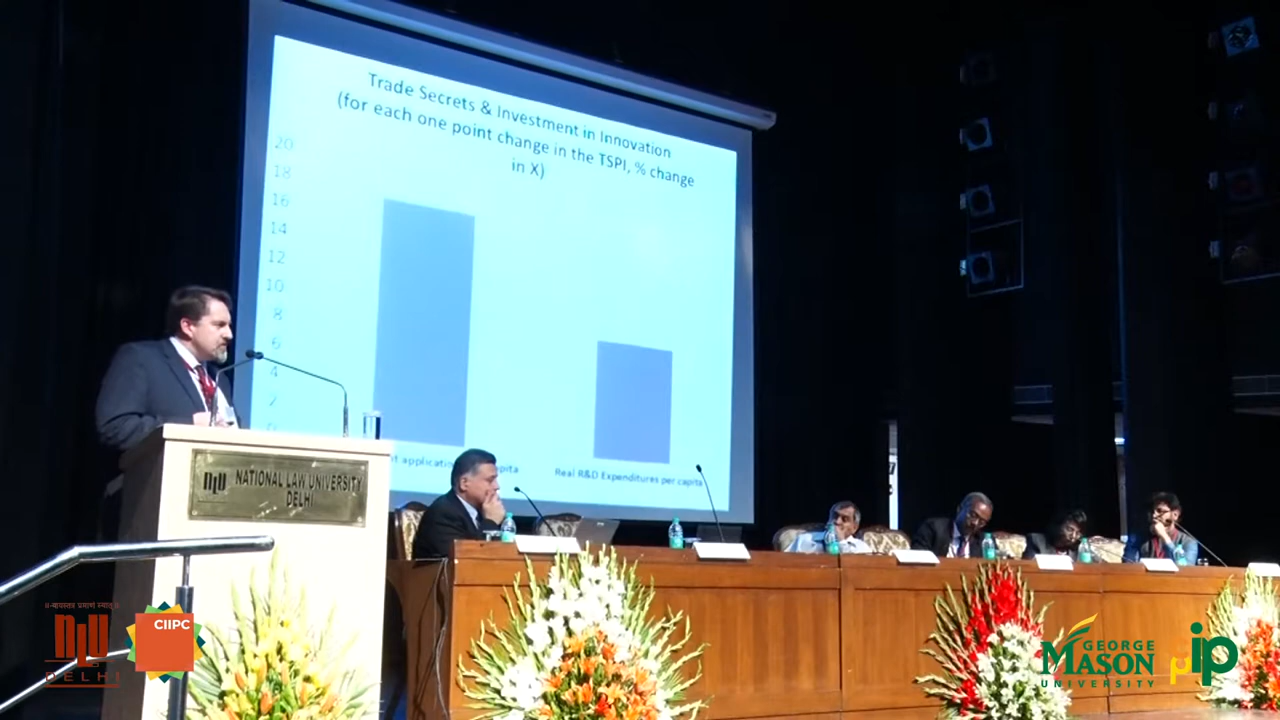 Trade Secrets & Investment in Innovation
(for each one point change in the TSPI, % change
in X)
20
18
16
14
12
10
8
6
4
2
0
Real R&D Expenditures per capita
NATIONAL LAW UNIVERSITY
DELHI
nlu
DELHI
CIIPC
GEORGE
MASON
UNIVERSITY
ip